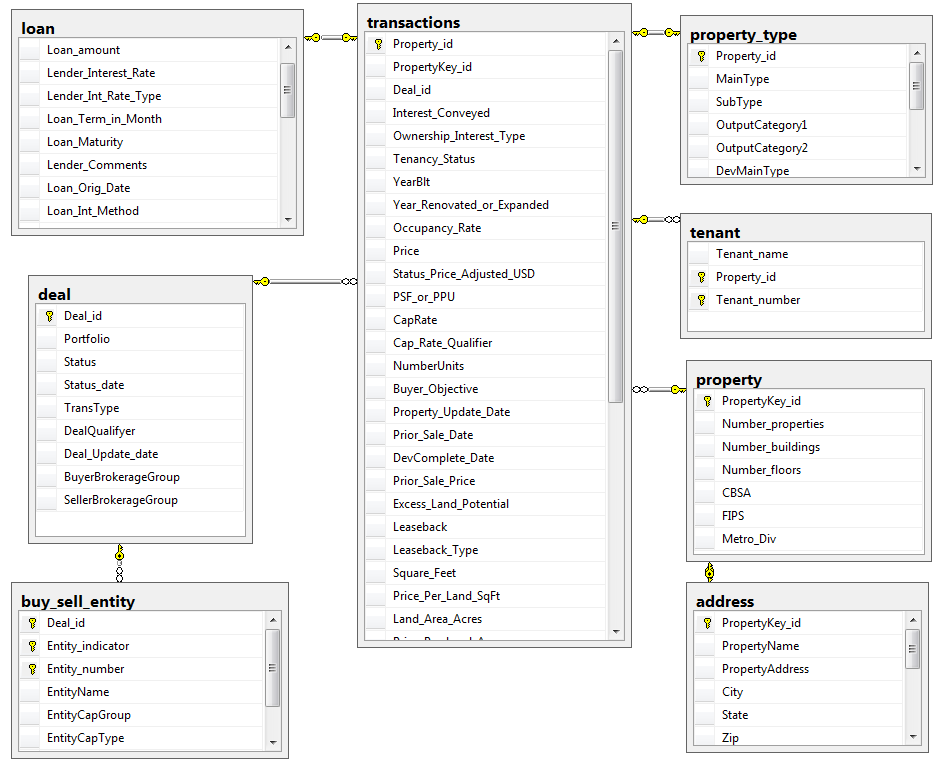 loan
Loan_amount
Lender_Interest_Rate
Lender_Int_Rate_Type
Loan_Term_in_Month
Loan_Maturity
Lender_Comments
Loan_Orig_Date
Loan_Int_Method
transactions
Property_id
PropertyKey_id
Deal_id
Interest_Conveyed
Ownership_Interest_Type
Tenancy_Status
YearBlt
Year_Renovated_or_Expanded
Occupancy_Rate
Price
Status_Price_Adjusted_USD
PSF_or_PPU
CapRate
Cap_Rate_Qualifier
NumberUnits
Buyer_Objective
Property_Update_Date
Prior_Sale_Date
DevComplete_Date
Prior_Sale_Price
Excess_Land_Potential
Leaseback
Leaseback_Type
Square_Feet
Price_Per_Land_SqFt
Land_Area_Acres
property_type
Property_id
MainType
SubType
OutputCategory1
OutputCategory2
DevMainType
tenant
Tenant_name
Property_id
Tenant_number
deal
Deal_id
Portfolio
Status
Status_date
TransType
DealQualifyer
Deal_Update_date
BuyerBrokerageGroup
SellerBrokerageGroup
property
PropertyKey_id
Number_properties
Number_buildings
Number_floors
CBSA
FIPS
Metro_Div
buy_sell_entity
Deal_id
Entity_indicator
Entity_number
EntityName
EntityCapGroup
EntityCapType
address
PropertyKey_id
PropertyName
PropertyAddress
City
State
Zip